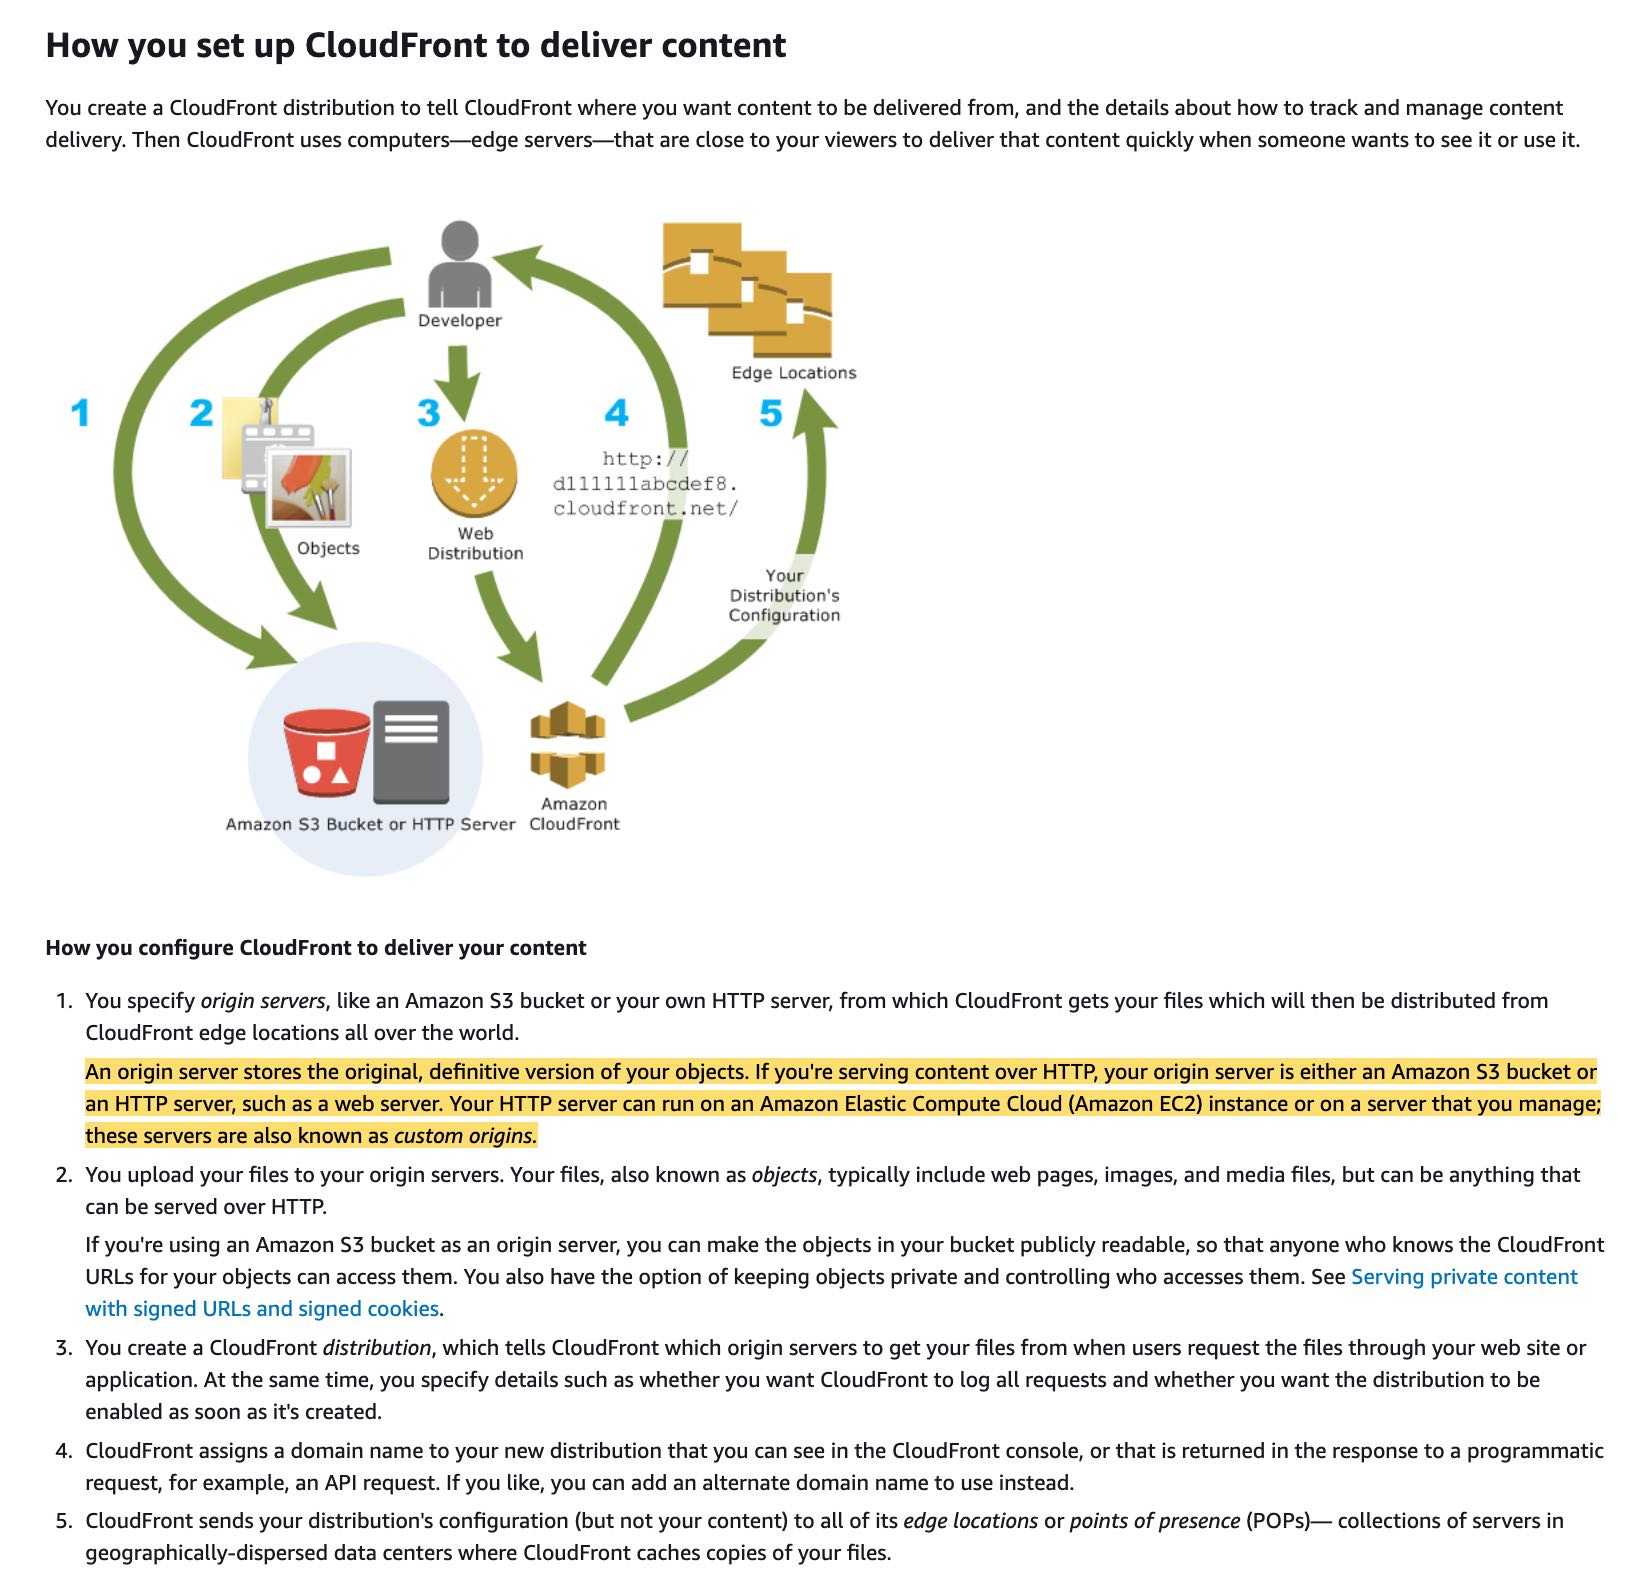 How you set up CloudFront to deliver content
You create a CloudFront distribution to tell CloudFront where you want content to be delivered from, and the details about how to track and manage content
delivery. Then CloudFront uses computers—edge servers—that are close to your viewers to deliver that content quickly when someone wants to see it or use it.
Developer
Edge Locations
1
2
3
4
5
http://
d111111abcdef8.
cloudfront.net/
Objects
Web
Distribution
Your
Distribution's
Configuration
Amazon S3 Bucket or HTTP Server
Amazon
CloudFront
How you configure CloudFront to deliver your content
1. You specify origin servers, like an Amazon S3 bucket or your own HTTP server, from which CloudFront gets your files which will then be distributed from
CloudFront edge locations all over the world.
An origin server stores the original, definitive version of your objects. If you're serving content over HTTP, your origin server is either an Amazon S3 bucket or
an HTTP server, such as a web server. Your HTTP server can run on an Amazon Elastic Compute Cloud (Amazon EC2) instance or on a server that you manage;
these servers are also known as custom origins.
2. You upload your files to your origin servers. Your files, also known as objects, typically include web pages, images, and media files, but can be anything that
can be served over HTTP.
If you're using an Amazon S3 bucket as an origin server, you can make the objects in your bucket publicly readable, so that anyone who knows the CloudFront
URLs for your objects can access them. You also have the option of keeping objects private and controlling who accesses them. See Serving private content
with signed URLs and signed cookies.
3. You create a CloudFront distribution, which tells CloudFront which origin servers to get your files from when users request the files through your web site or
application. At the same time, you specify details such as whether you want CloudFront to log all requests and whether you want the distribution to be
enabled as soon as it's created.
4. CloudFront assigns a domain name to your new distribution that you can see in the CloudFront console, or that is returned in the response to a programmatic
request, for example, an API request. If you like, you can add an alternate domain name to use instead.
5. CloudFront sends your distribution's configuration (but not your content) to all of its edge locations or points of presence (POPs)— collections of servers in
geographically-dispersed data centers where CloudFront caches copies of your files.